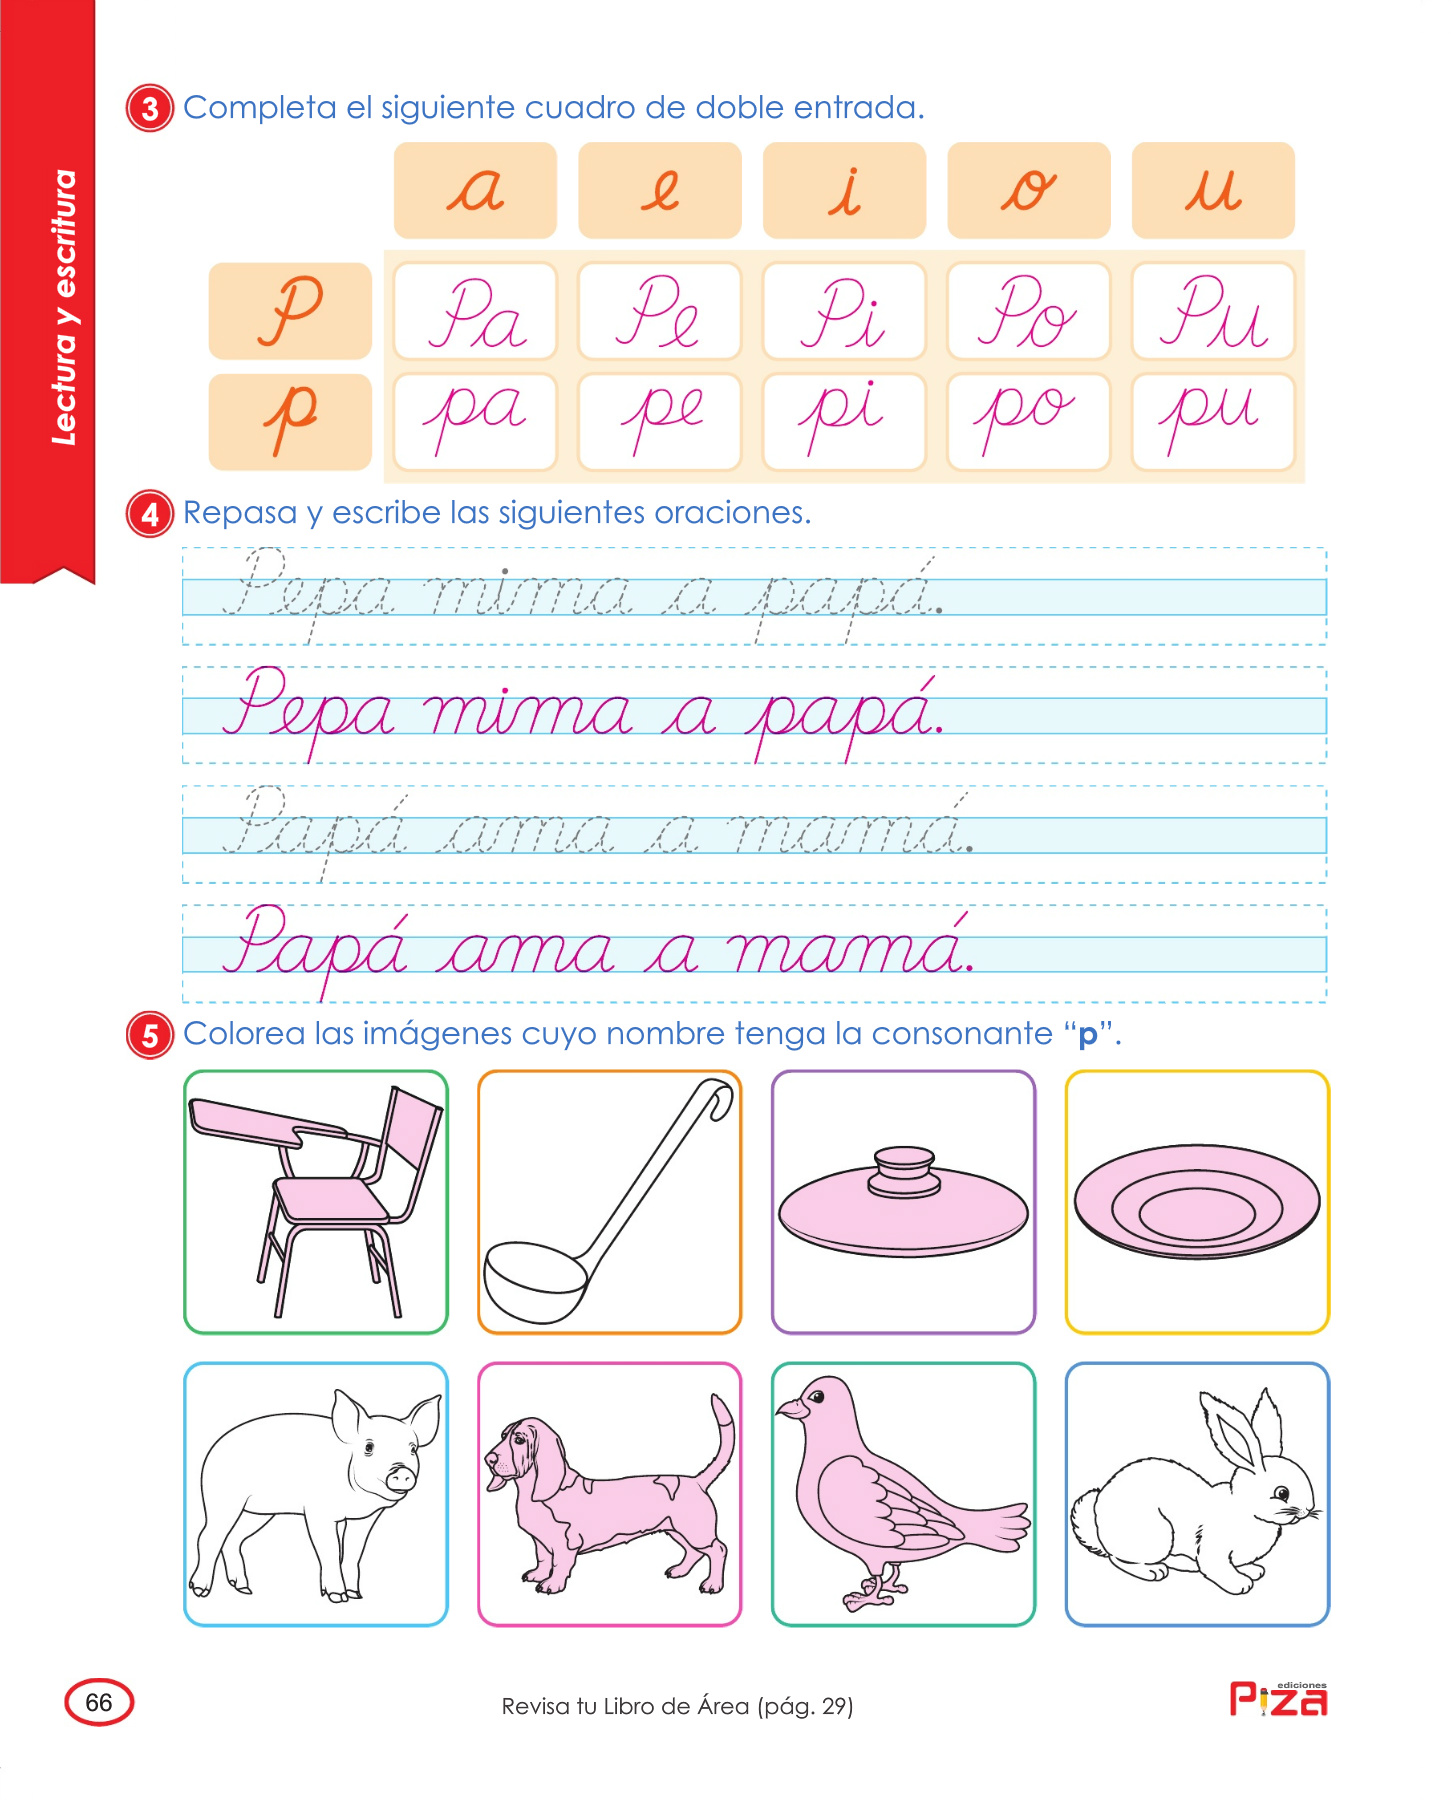 Lectura y escritura
3 Completa el siguiente cuadro de doble entrada.
a e i o u
P Pa Pe Pi Po Pu
p pa pe pi po pu
4 Repasa y escribe las siguientes oraciones.
Pepa mima a papá.
Pepa mima a papá.
Papá ama a mamá.
Papá ama a mamá.
5 Colorea las imágenes cuyo nombre tenga la consonante “p”.
66
Revisa tu Libro de Área (pág. 29)
ediciones
Piza